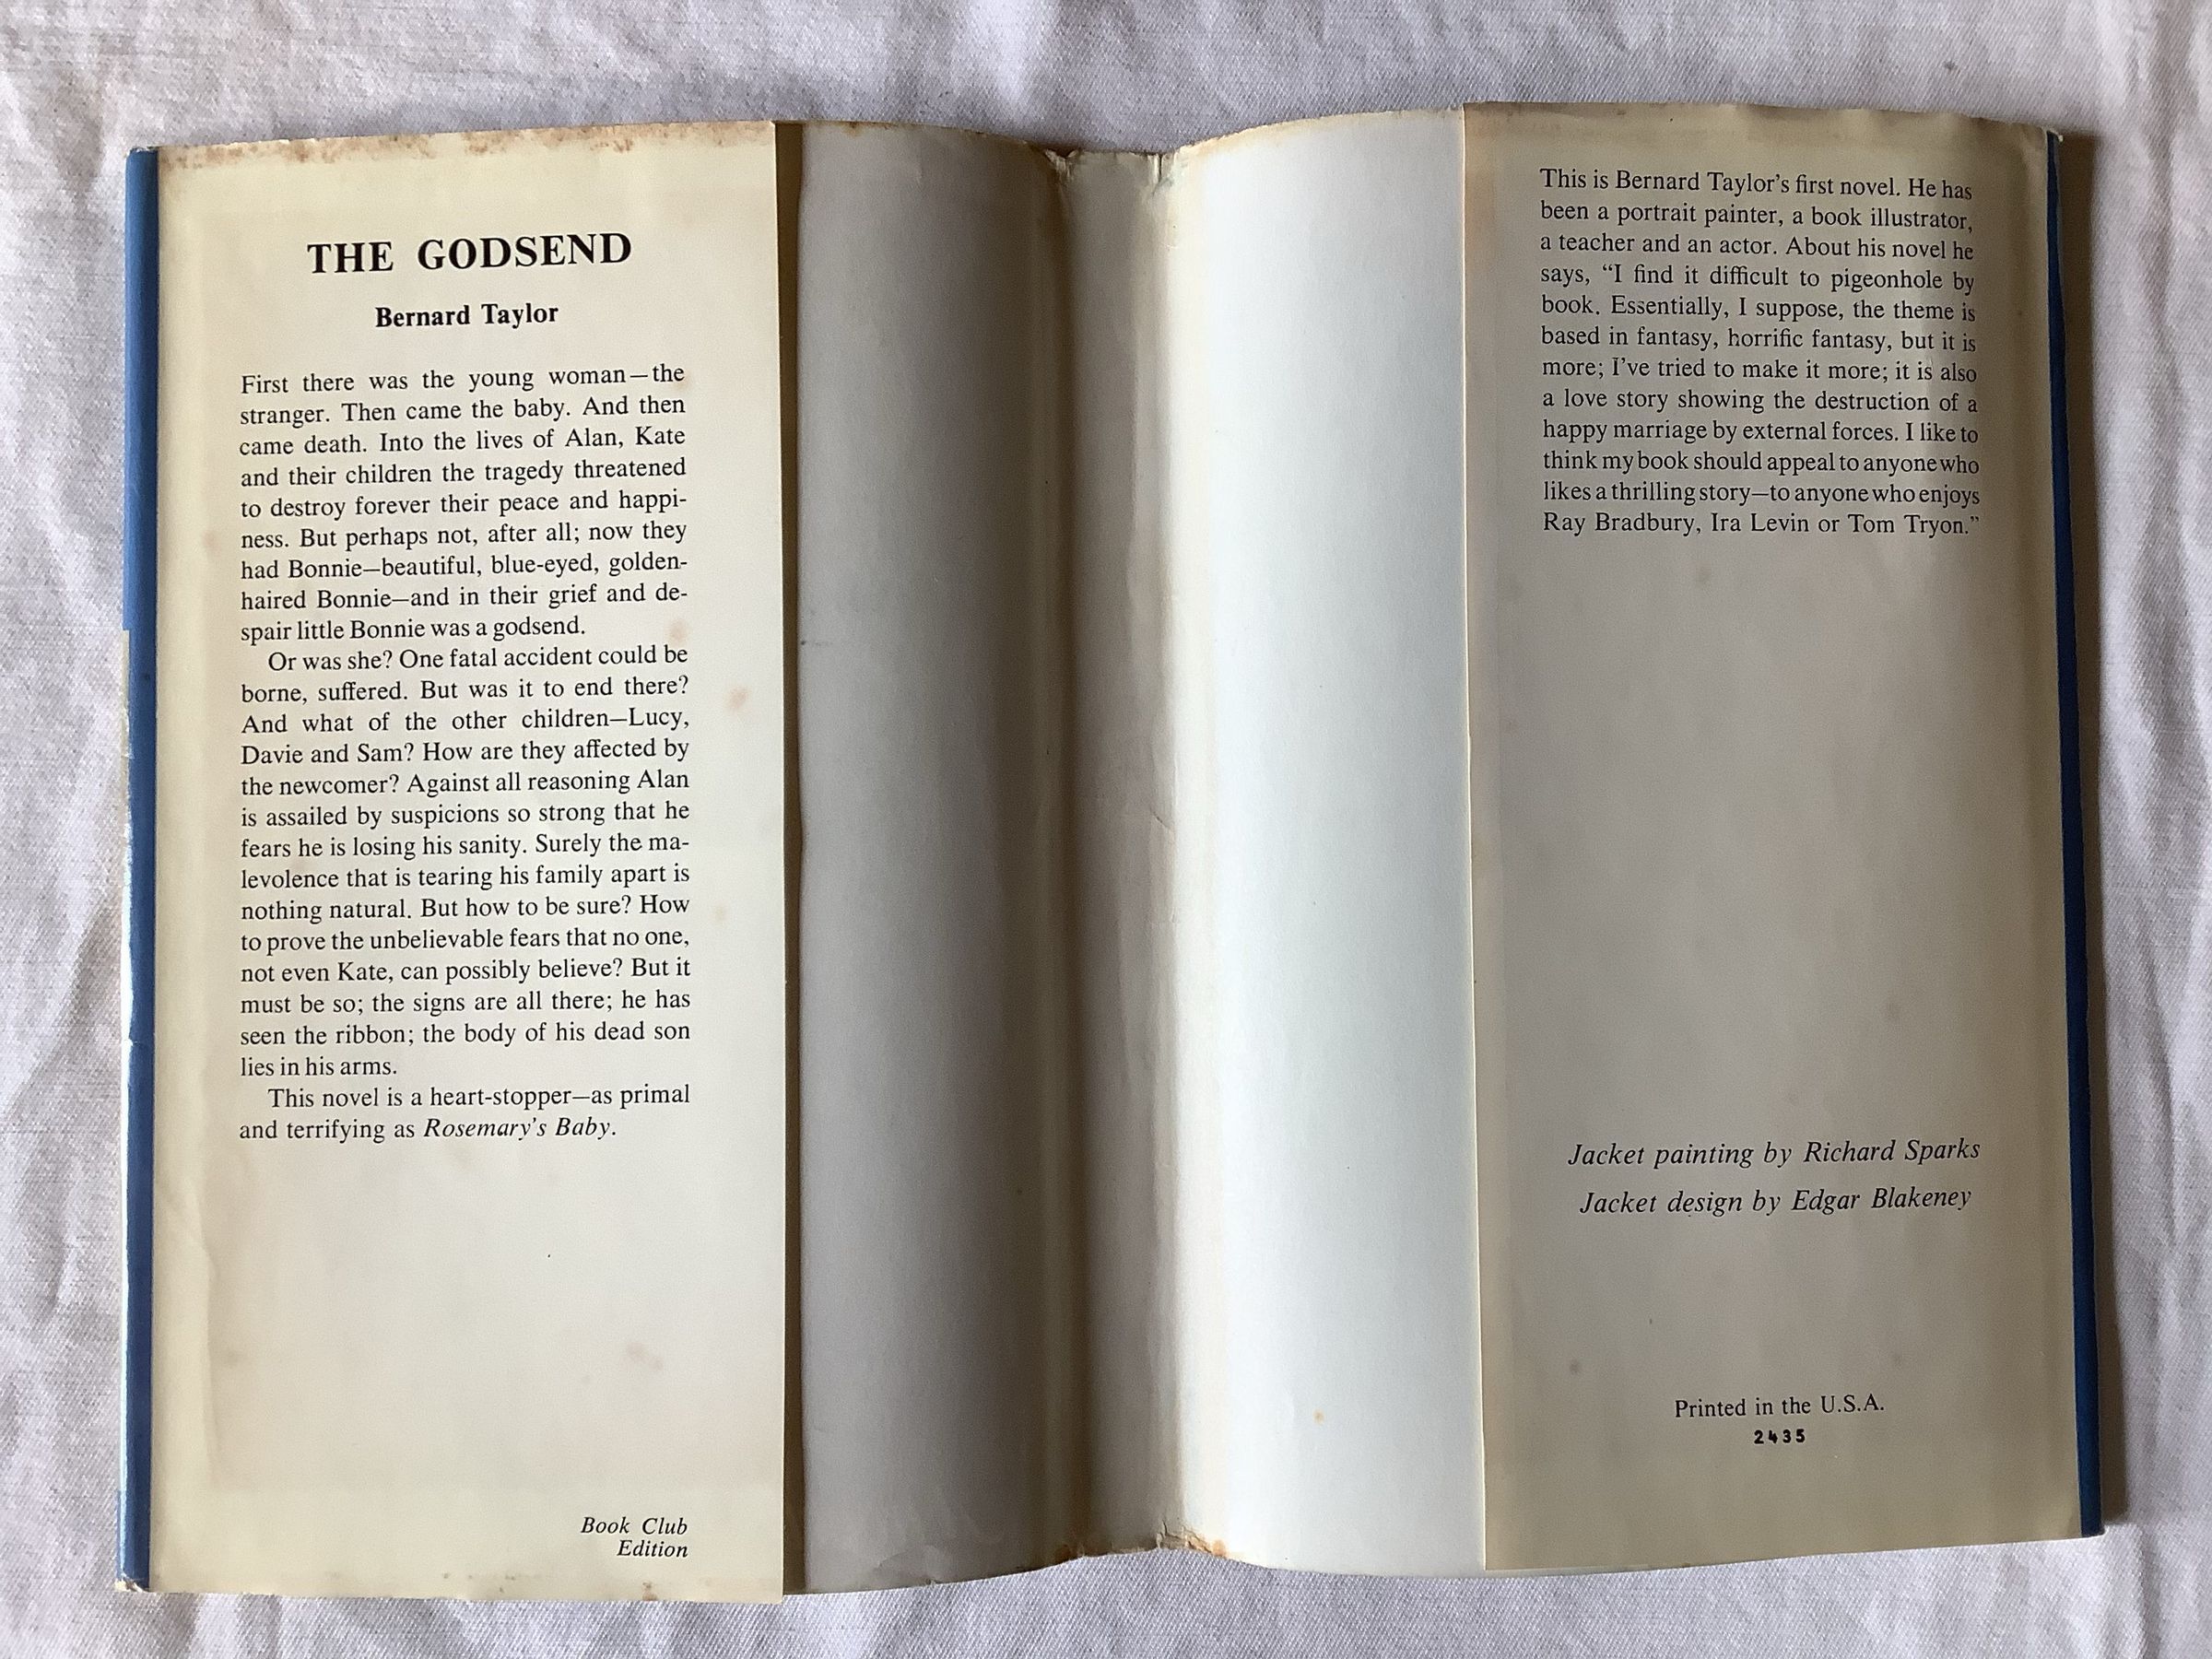 THE GODSEND
Bernard Taylor
First there was the young woman—the
stranger. Then came the baby. And then
came death. Into the lives of Alan, Kate
and their children the tragedy threatened
to destroy forever their peace and happi-
ness. But perhaps not, after all; now they
had Bonnie—beautiful, blue-eyed, golden-
haired Bonnie—and in their grief and de-
spair little Bonnie was a godsend.
Or was she? One fatal accident could be
borne, suffered. But was it to end there?
And what of the other children—Lucy,
Davie and Sam? How are they affected by
the newcomer? Against all reasoning Alan
is assailed by suspicions so strong that he
fears he is losing his sanity. Surely the ma-
levolence that is tearing his family apart is
nothing natural. But how to be sure? How
to prove the unbelievable fears that no one,
not even Kate, can possibly believe? But it
must be so; the signs are all there; he has
seen the ribbon; the body of his dead son
lies in his arms.
This novel is a heart-stopper—as primal
and terrifying as Rosemary's Baby.
Book Club
Edition
This is Bernard Taylor's first novel. He has
been a portrait painter, a book illustrator,
a teacher and an actor. About his novel he
says, “I find it difficult to pigeonhole by
book. Essentially, I suppose, the theme is
based in fantasy, horrific fantasy, but it is
more; I've tried to make it more; it is also
a love story showing the destruction of a
happy marriage by external forces. I like to
think my book should appeal to anyone who
likes a thrilling story—to anyone who enjoys
Ray Bradbury, Ira Levin or Tom Tryon.”
Jacket painting by Richard Sparks
Jacket design by Edgar Blakeney
Printed in the U.S.A.
2435